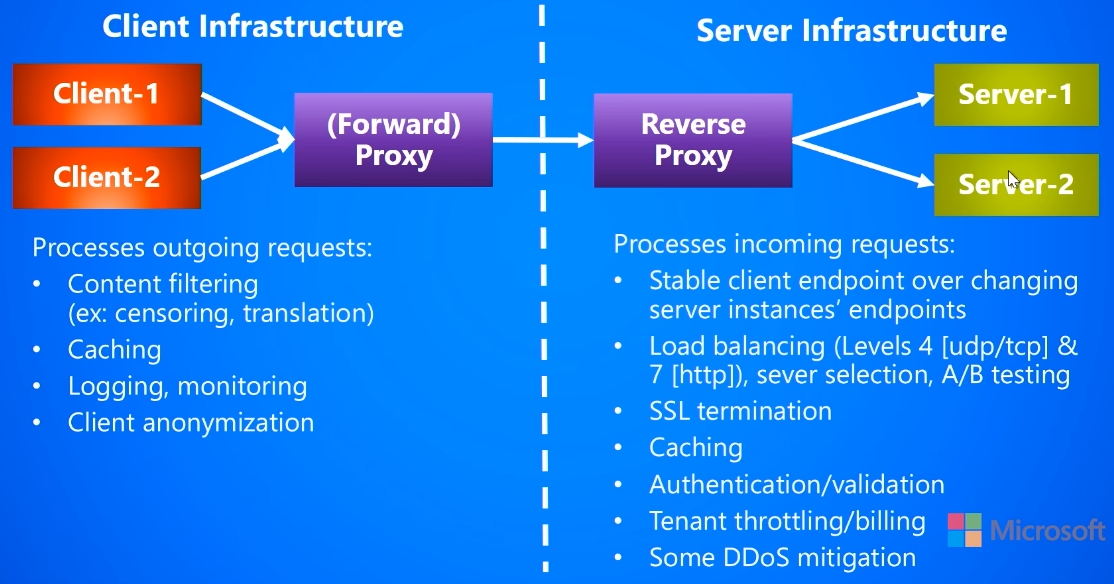 Client Infrastructure
Client-1
Client-2
(Forward)
Proxy
Processes outgoing requests:
• Content filtering
(ex: censoring, translation)
• Caching
• Logging, monitoring
• Client anonymization
Server Infrastructure
Reverse
Proxy
Server-1
Server-2
Processes incoming requests:
• Stable client endpoint over changing
server instances’ endpoints
• Load balancing (Levels 4 [udp/tcp] &
7 [http]), sever selection, A/B testing
• SSL termination
• Caching
• Authentication/validation
• Tenant throttling/billing
• Some DDoS mitigation
Microsoft